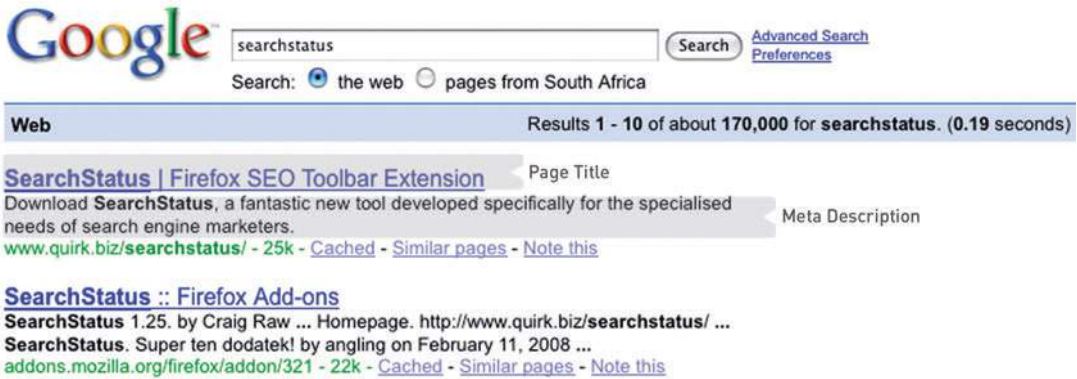 Google™
searchstatus
Search
Advanced Search
Preferences
Search: the web pages from South Africa
Web
Results 1 - 10 of about 170,000 for searchstatus. (0.19 seconds)
SearchStatus | Firefox SEO Toolbar Extension
Page Title
Download SearchStatus, a fantastic new tool developed specifically for the specialised
needs of search engine marketers.
Meta Description
www.quirk.biz/searchstatus/ - 25k - Cached - Similar pages - Note this
SearchStatus :: Firefox Add-ons
SearchStatus 1.25. by Craig Raw ... Homepage. http://www.quirk.biz/searchstatus/ ...
SearchStatus. Super ten dodatek! by angling on February 11, 2008 ...
addons.mozilla.org/firefox/addon/321 - 22k - Cached - Similar pages - Note this